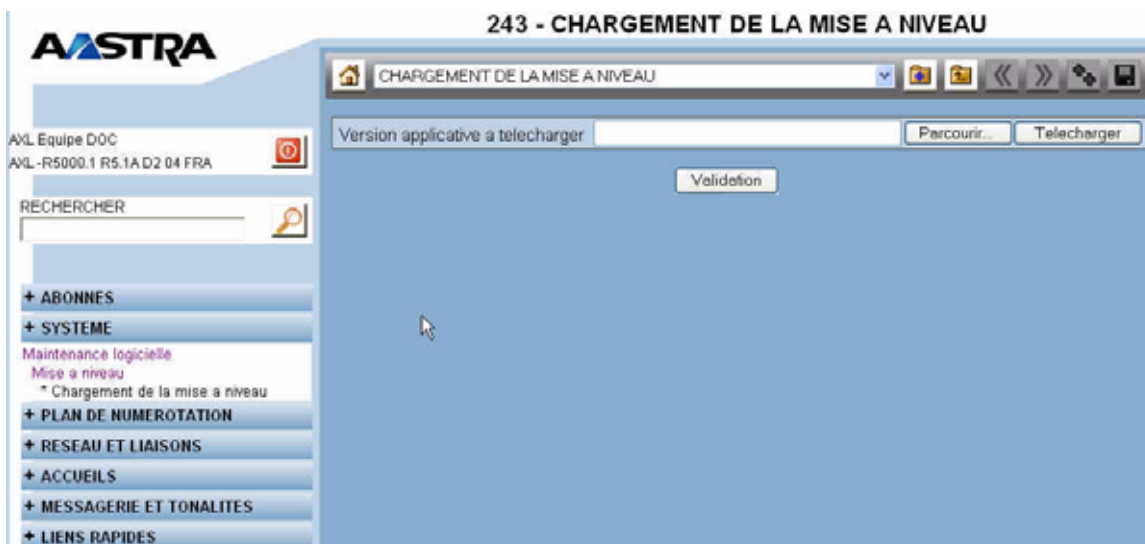 243 - CHARGEMENT DE LA MISE A NIVEAU
AASTRA
CHARGEMENT DE LA MISE A NIVEAU
AXL Equipe DOC
AXL -R5000.1 R5.1A D2 04 FRA
Version applicative a telecharger
Parcourir...
Telecharger
Validation
RECHERCHER
+ ABONNES
+ SYSTEME
Maintenance logicielle
Mise a niveau
* Chargement de la mise a niveau
+ PLAN DE NUMEROTATION
+ RESEAU ET LIAISONS
+ ACCUEILS
+ MESSAGERIE ET TONALITES
+ LIENS RAPIDES